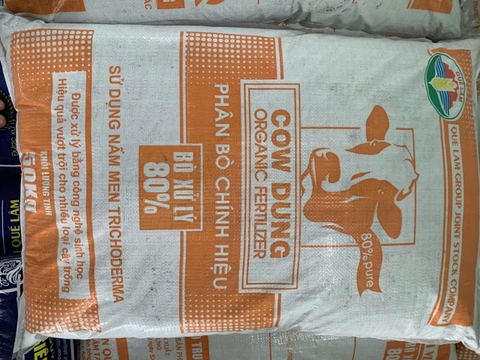 QUẾ LÂM
QUE LAM GROUP JOINT STOCK COMPANY
80% pure
COW DUNG
ORGANIC FERTILIZER
PHÂN BÒ CHÍNH HIỆU
BÒ XỬ LÝ
80%
SỬ DỤNG NẤM MEN TRICHODERMA
Được xử lý bằng công nghệ sinh học
Hiệu quả vượt trội cho nhiều loại cây trồng
KHỐI LƯỢNG TỊNH
50KG
QUẾ LÂM